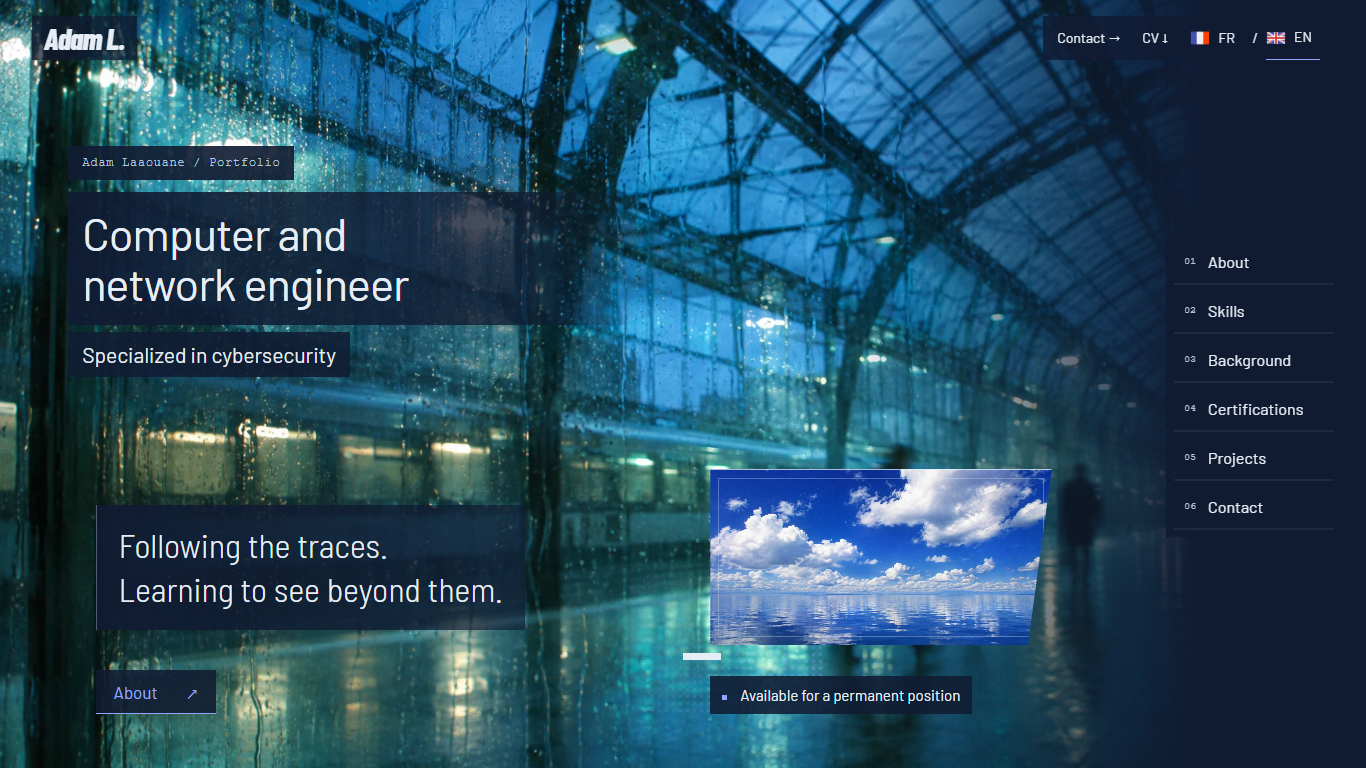 Adam L.
Contact → CV ↓ FR / EN
Adam Laaouane / Portfolio
Computer and
network engineer
Specialized in cybersecurity
01 About
02 Skills
03 Background
04 Certifications
05 Projects
06 Contact
Following the traces.
Learning to see beyond them.
About ↗
Available for a permanent position